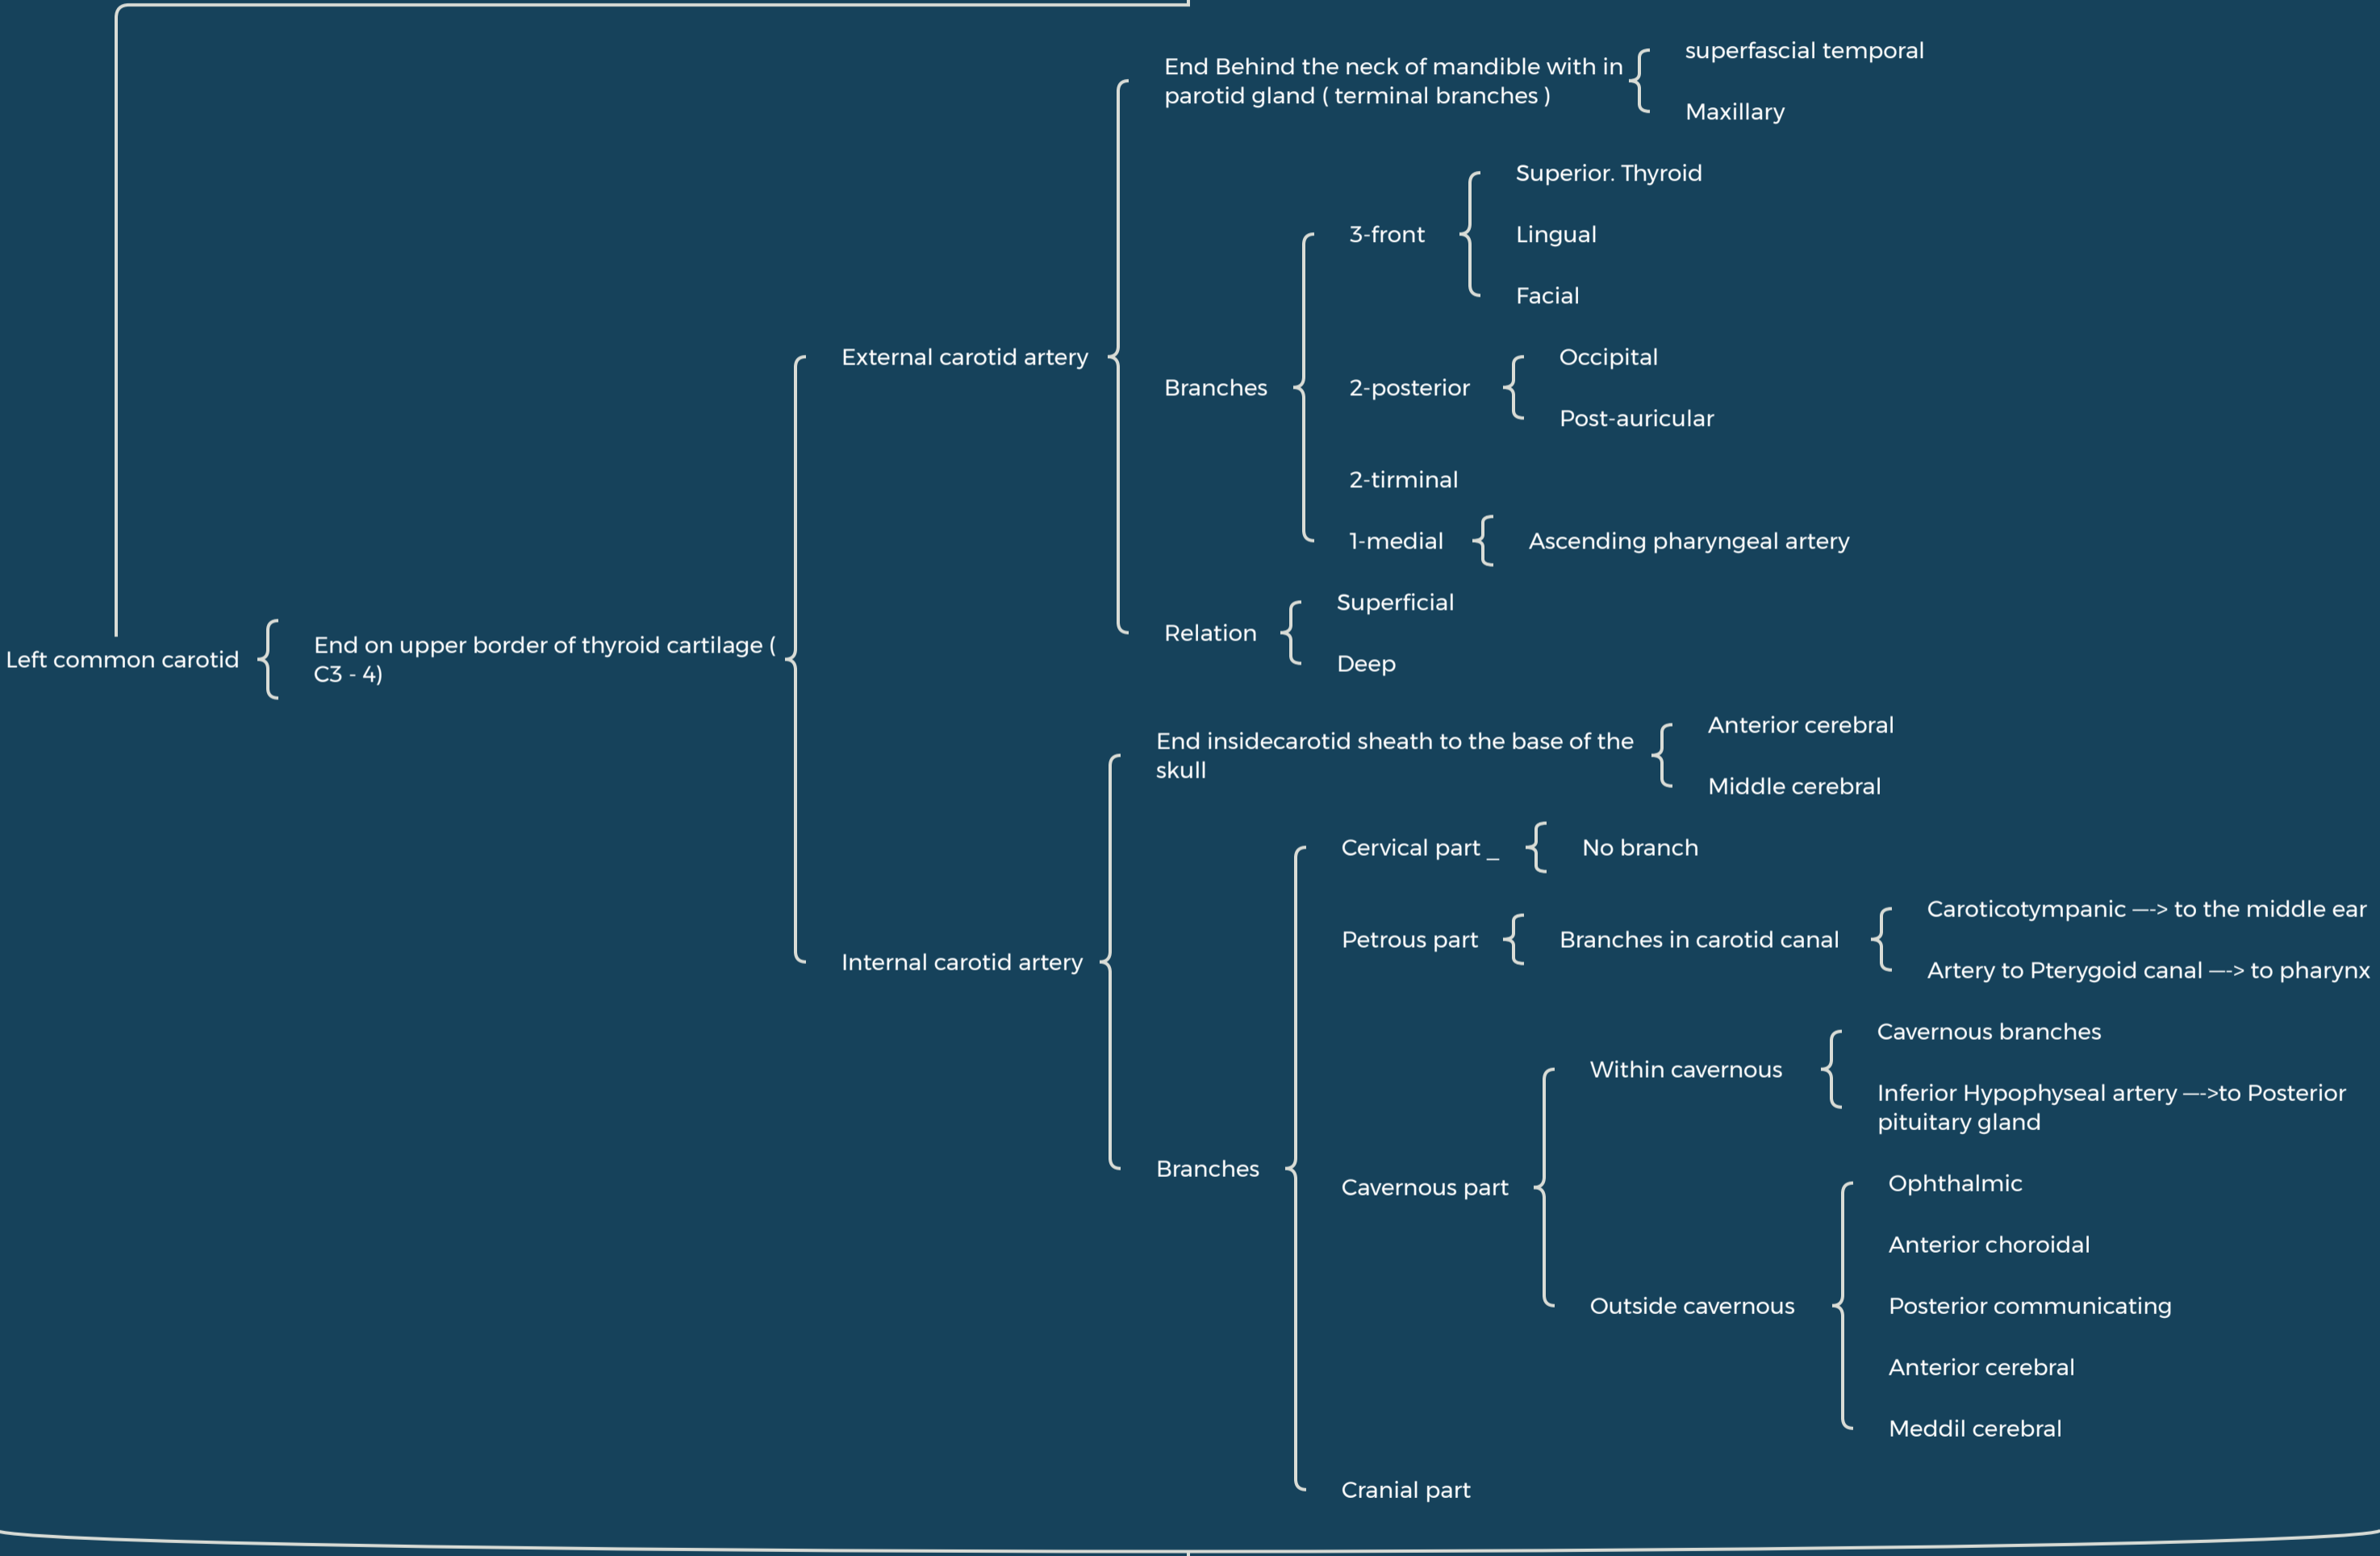 Left common carotid
End on upper border of thyroid cartilage (
C3 - 4)
External carotid artery
End Behind the neck of mandible with in
parotid gland ( terminal branches )
superfascial temporal
Maxillary
Branches
3-front
Superior. Thyroid
Lingual
Facial
2-posterior
Occipital
Post-auricular
2-tirminal
1-medial
Ascending pharyngeal artery
Relation
Superficial
Deep
Internal carotid artery
End insidecarotid sheath to the base of the
skull
Anterior cerebral
Middle cerebral
Branches
Cervical part _
No branch
Petrous part
Branches in carotid canal
Caroticotympanic —-> to the middle ear
Artery to Pterygoid canal —-> to pharynx
Cavernous part
Within cavernous
Cavernous branches
Inferior Hypophyseal artery —->to Posterior
pituitary gland
Outside cavernous
Ophthalmic
Anterior choroidal
Posterior communicating
Anterior cerebral
Meddil cerebral
Cranial part